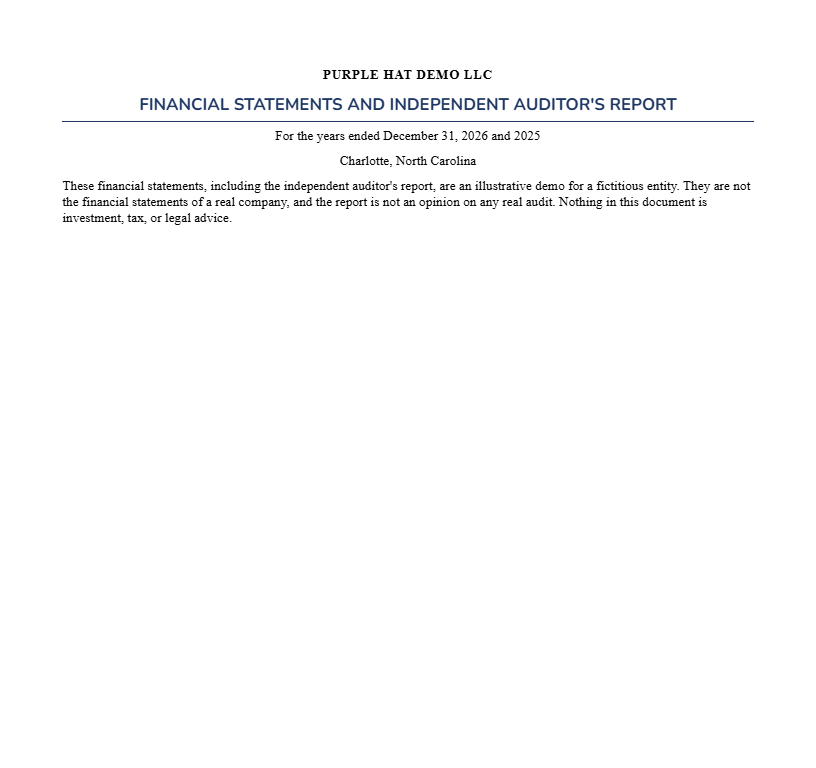 PURPLE HAT DEMO LLC
FINANCIAL STATEMENTS AND INDEPENDENT AUDITOR'S REPORT
For the years ended December 31, 2026 and 2025
Charlotte, North Carolina
These financial statements, including the independent auditor's report, are an illustrative demo for a fictitious entity. They are not
the financial statements of a real company, and the report is not an opinion on any real audit. Nothing in this document is
investment, tax, or legal advice.